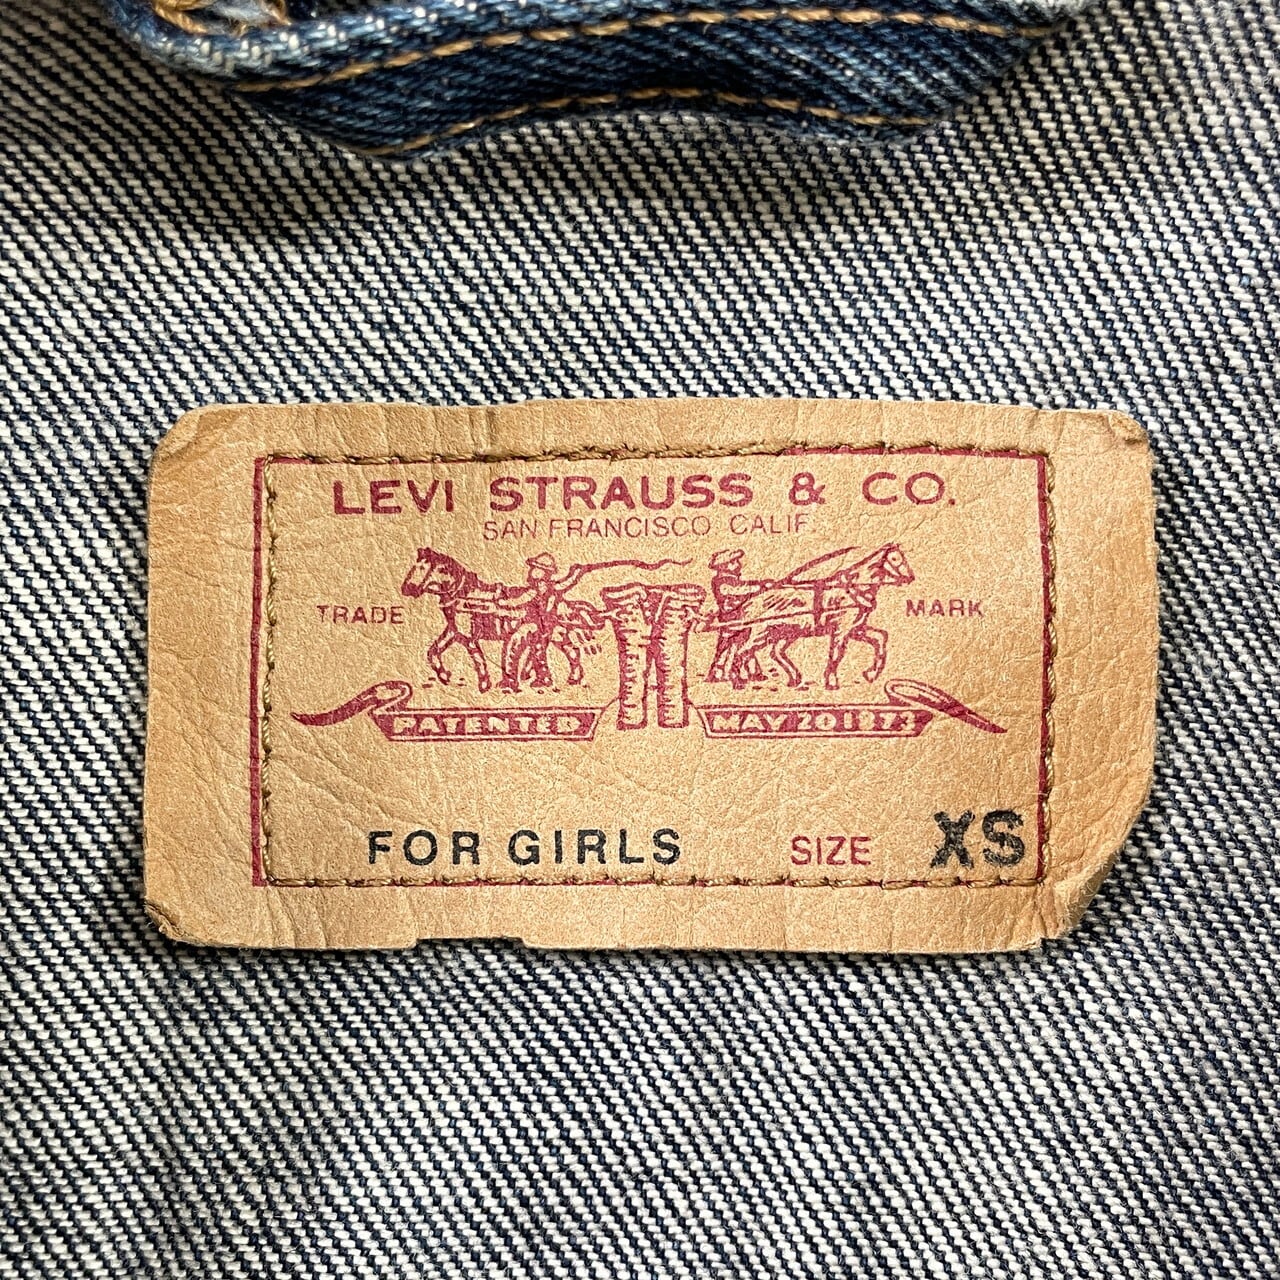 LEVI STRAUSS & CO.
SAN FRANCISCO CALIF.
TRADE MARK
PATENTED MAY 20 1873
FOR GIRLS SIZE XS